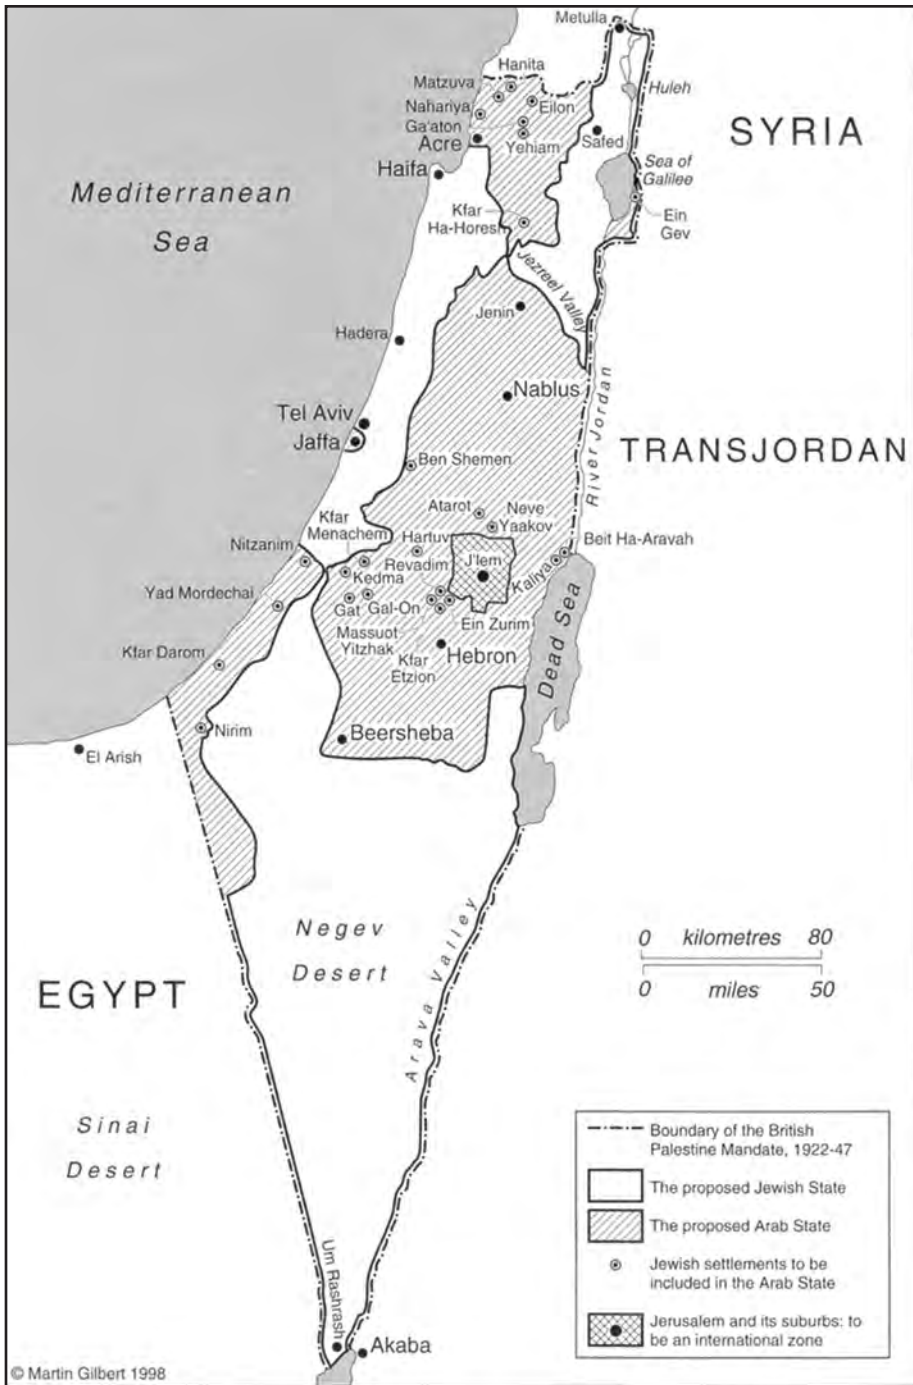 Metulla
Hanita
Matzuva
Huleh
Nahariya
Eilon
Ga'aton
Acre
Yehiam
Safed
SYRIA
Haifa
Sea of
Galilee
Mediterranean
Sea
Kfar
Ha-Horesh
Ein
Gev
Jezreel Valley
Jenin
Hadera
Nablus
River Jordan
Tel Aviv
Jaffa
TRANSJORDAN
Ben Shemen
Atarot
Neve
Yaakov
Kfar
Menachem
Nitzanim
Hartuv
Beit Ha-Aravah
Revadim
J'lem
Kedma
Kaliya
Yad Mordechai
Gat
Gal-On
Ein Zurim
Massuot
Yitzhak
Dead Sea
Kfar Darom
Kfar
Etzion
Hebron
Nirim
Beersheba
El Arish
Negev
Desert
Arava Valley
0 kilometres 80
0 miles 50
EGYPT
Sinai
Desert
Um Rashrash
Akaba
Boundary of the British
Palestine Mandate, 1922-47
The proposed Jewish State
The proposed Arab State
Jewish settlements to be
included in the Arab State
Jerusalem and its suburbs: to
be an international zone
© Martin Gilbert 1998